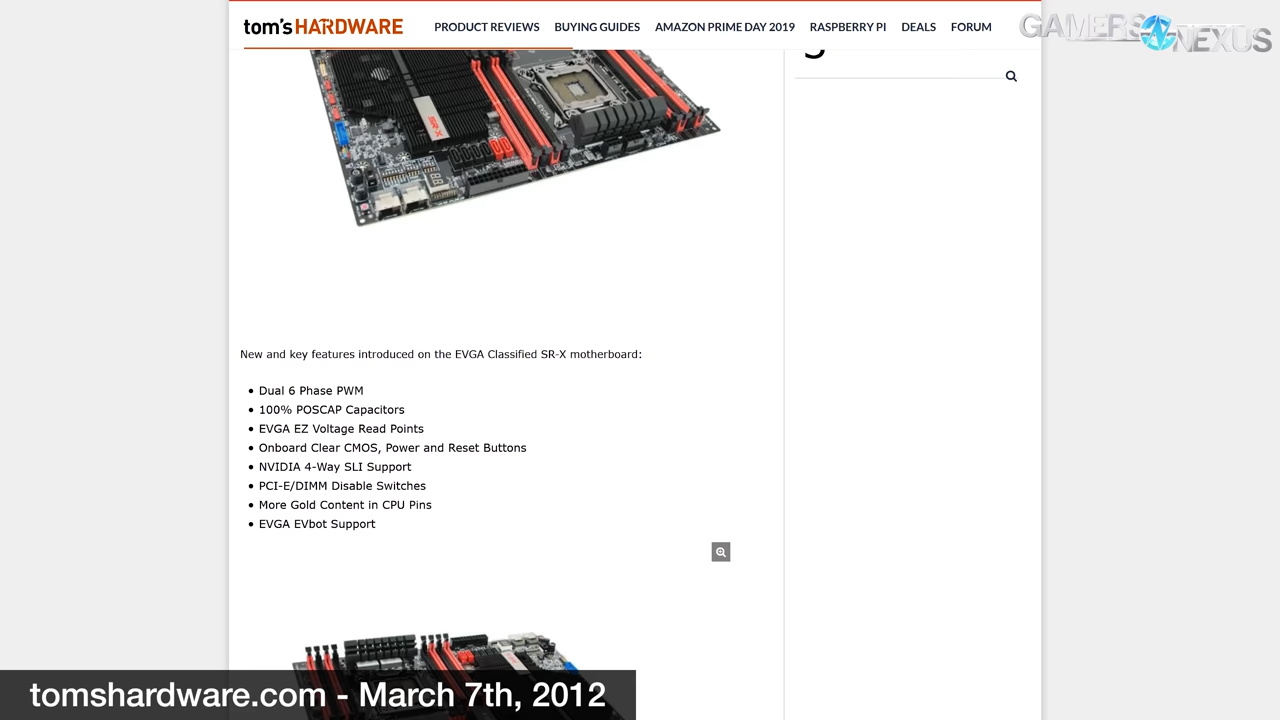 tom's HARDWARE
PRODUCT REVIEWS BUYING GUIDES AMAZON PRIME DAY 2019 RASPBERRY PI DEALS FORUM
GAMERS NEXUS
SR-X
New and key features introduced on the EVGA Classified SR-X motherboard:
• Dual 6 Phase PWM
• 100% POSCAP Capacitors
• EVGA EZ Voltage Read Points
• Onboard Clear CMOS, Power and Reset Buttons
• NVIDIA 4-Way SLI Support
• PCI-E/DIMM Disable Switches
• More Gold Content in CPU Pins
• EVGA EVbot Support
tomshardware.com - March 7th, 2012